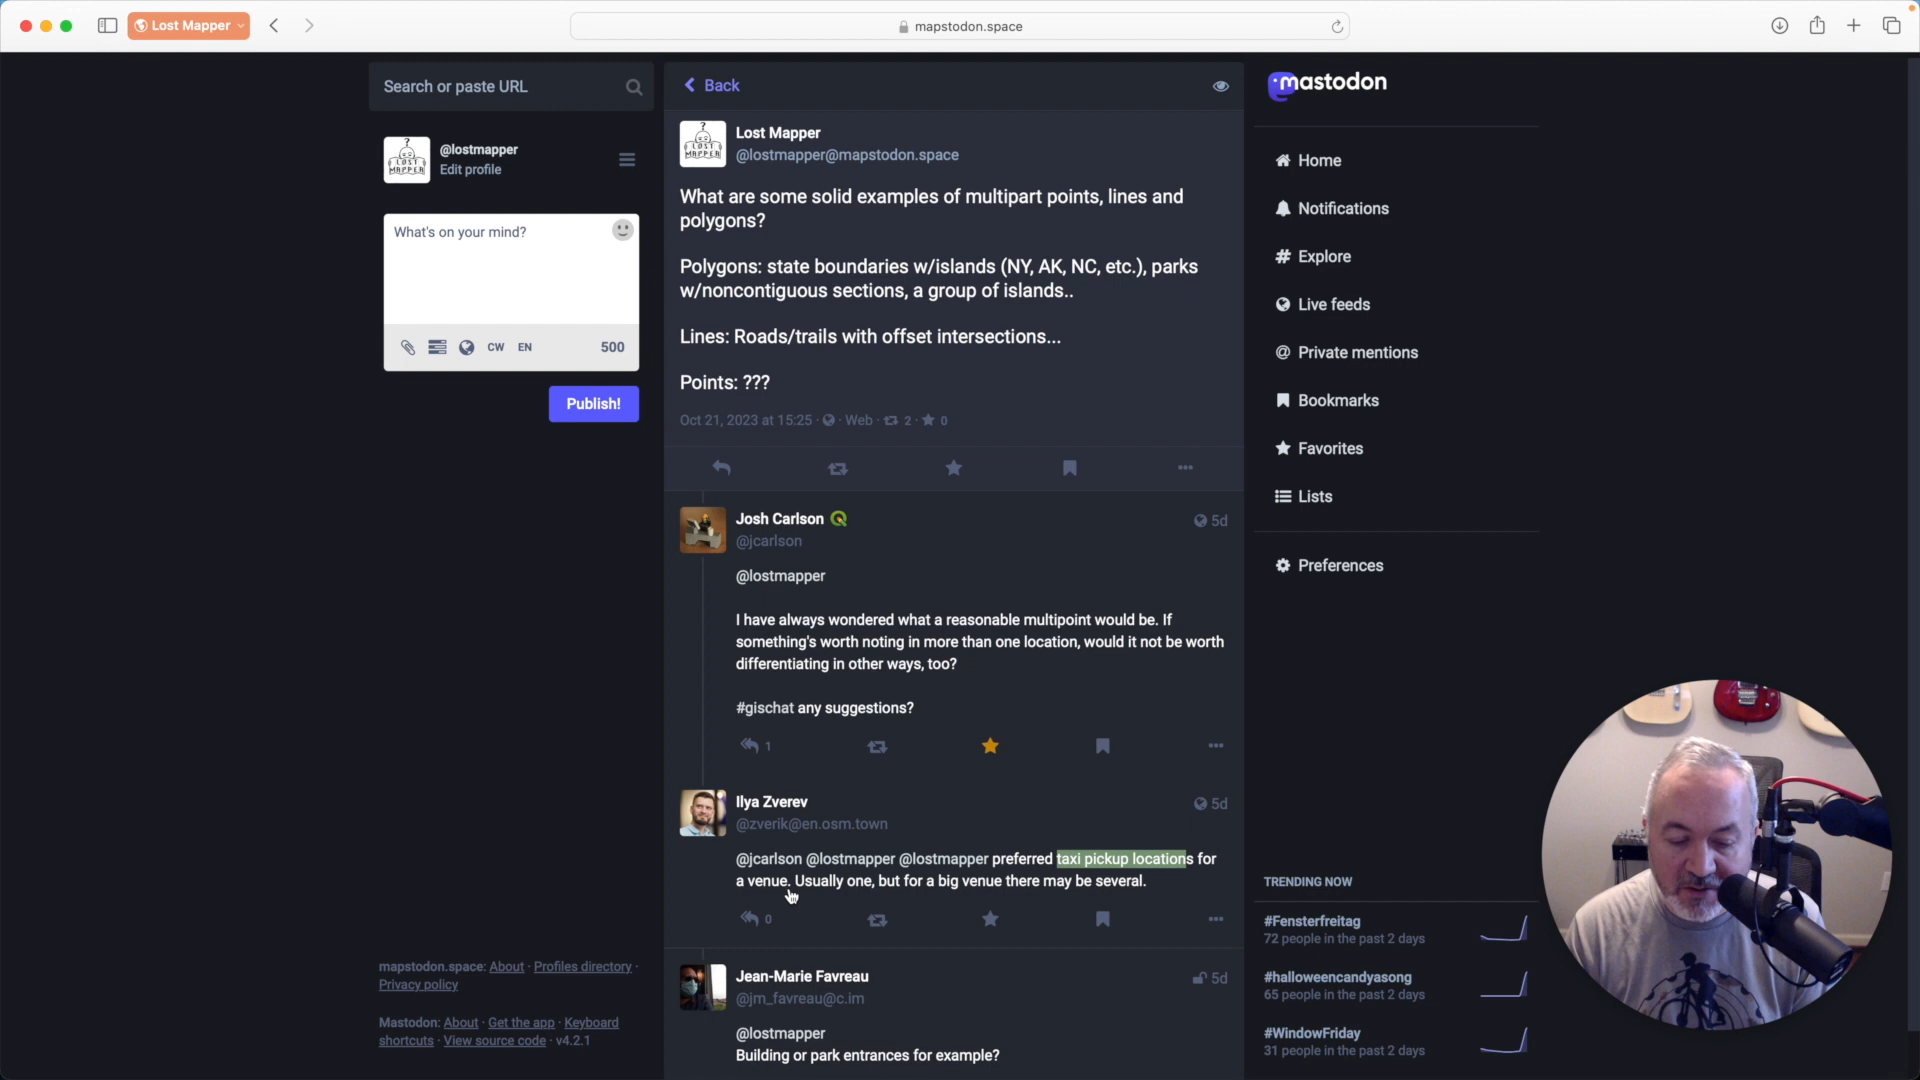 Lost Mapper
mapstodon.space
Search or paste URL
@lostmapper
Edit profile
What's on your mind?
CW
EN
500
Publish!
mapstodon.space: About · Profiles directory ·
Privacy policy
Mastodon: About · Get the app · Keyboard
shortcuts · View source code · v4.2.1
Back
LOST
MAPPER
Lost Mapper
@lostmapper@mapstodon.space
What are some solid examples of multipart points, lines and
polygons?
Polygons: state boundaries w/islands (NY, AK, NC, etc.), parks
w/noncontiguous sections, a group of islands..
Lines: Roads/trails with offset intersections...
Points: ???
Oct 21, 2023 at 15:25 · Web · 2 · 0
Josh Carlson
5d
@jcarlson
@lostmapper
I have always wondered what a reasonable multipoint would be. If
something's worth noting in more than one location, would it not be worth
differentiating in other ways, too?
#gischat any suggestions?
1
Ilya Zverev
5d
@zverik@en.osm.town
@jcarlson @lostmapper @lostmapper preferred taxi pickup locations for
a venue. Usually one, but for a big venue there may be several.
0
Jean-Marie Favreau
5d
@jm_favreau@c.im
@lostmapper
Building or park entrances for example?
mastodon
Home
Notifications
Explore
Live feeds
Private mentions
Bookmarks
Favorites
Lists
Preferences
TRENDING NOW
#Fensterfreitag
72 people in the past 2 days
#halloweencandyasong
65 people in the past 2 days
#WindowFriday
31 people in the past 2 days